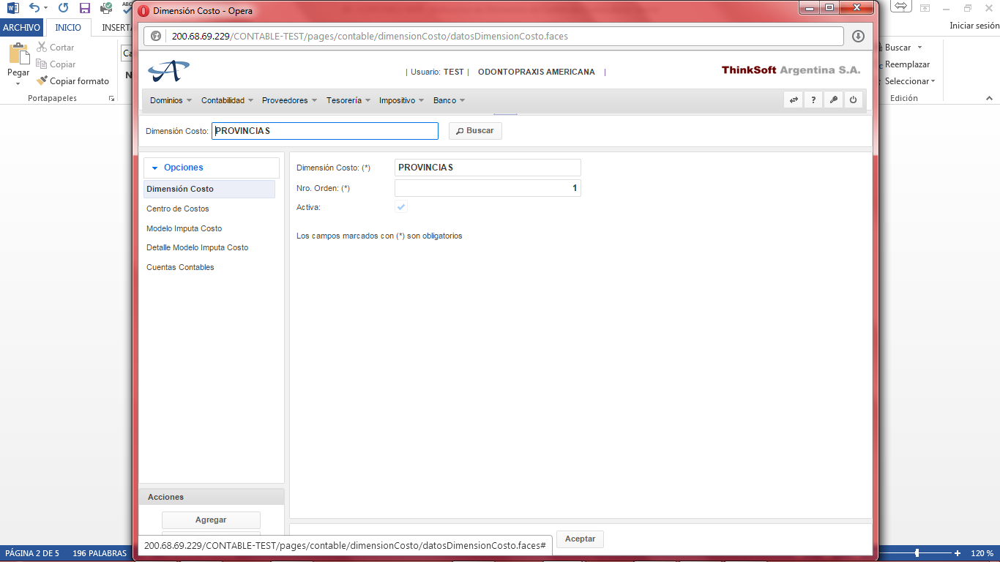 Dimensión Costo - Opera
ARCHIVO INICIO INSERT
Iniciar sesión
200.68.69.229/CONTABLE-TEST/pages/contable/dimensionCosto/datosDimensionCosto.faces
Pegar
Cortar
Copiar
Copiar formato
Portapapeles
Ca
N
Buscar
Reemplazar
Seleccionar
Edición
| Usuario: TEST | ODONTOPRAXIS AMERICANA |
ThinkSoft Argentina S.A.
Dominios Contabilidad Proveedores Tesorería Impositivo Banco
?
Dimensión Costo: PROVINCIAS Buscar
Opciones
Dimensión Costo
Centro de Costos
Modelo Imputa Costo
Detalle Modelo Imputa Costo
Cuentas Contables
Dimensión Costo: (*) PROVINCIAS
Nro. Orden: (*) 1
Activa:
Los campos marcados con (*) son obligatorios
Acciones
Agregar
Aceptar
200.68.69.229/CONTABLE-TEST/pages/contable/dimensionCosto/datosDimensionCosto.faces#
PÁGINA 2 DE 5 196 PALABRAS
120 %